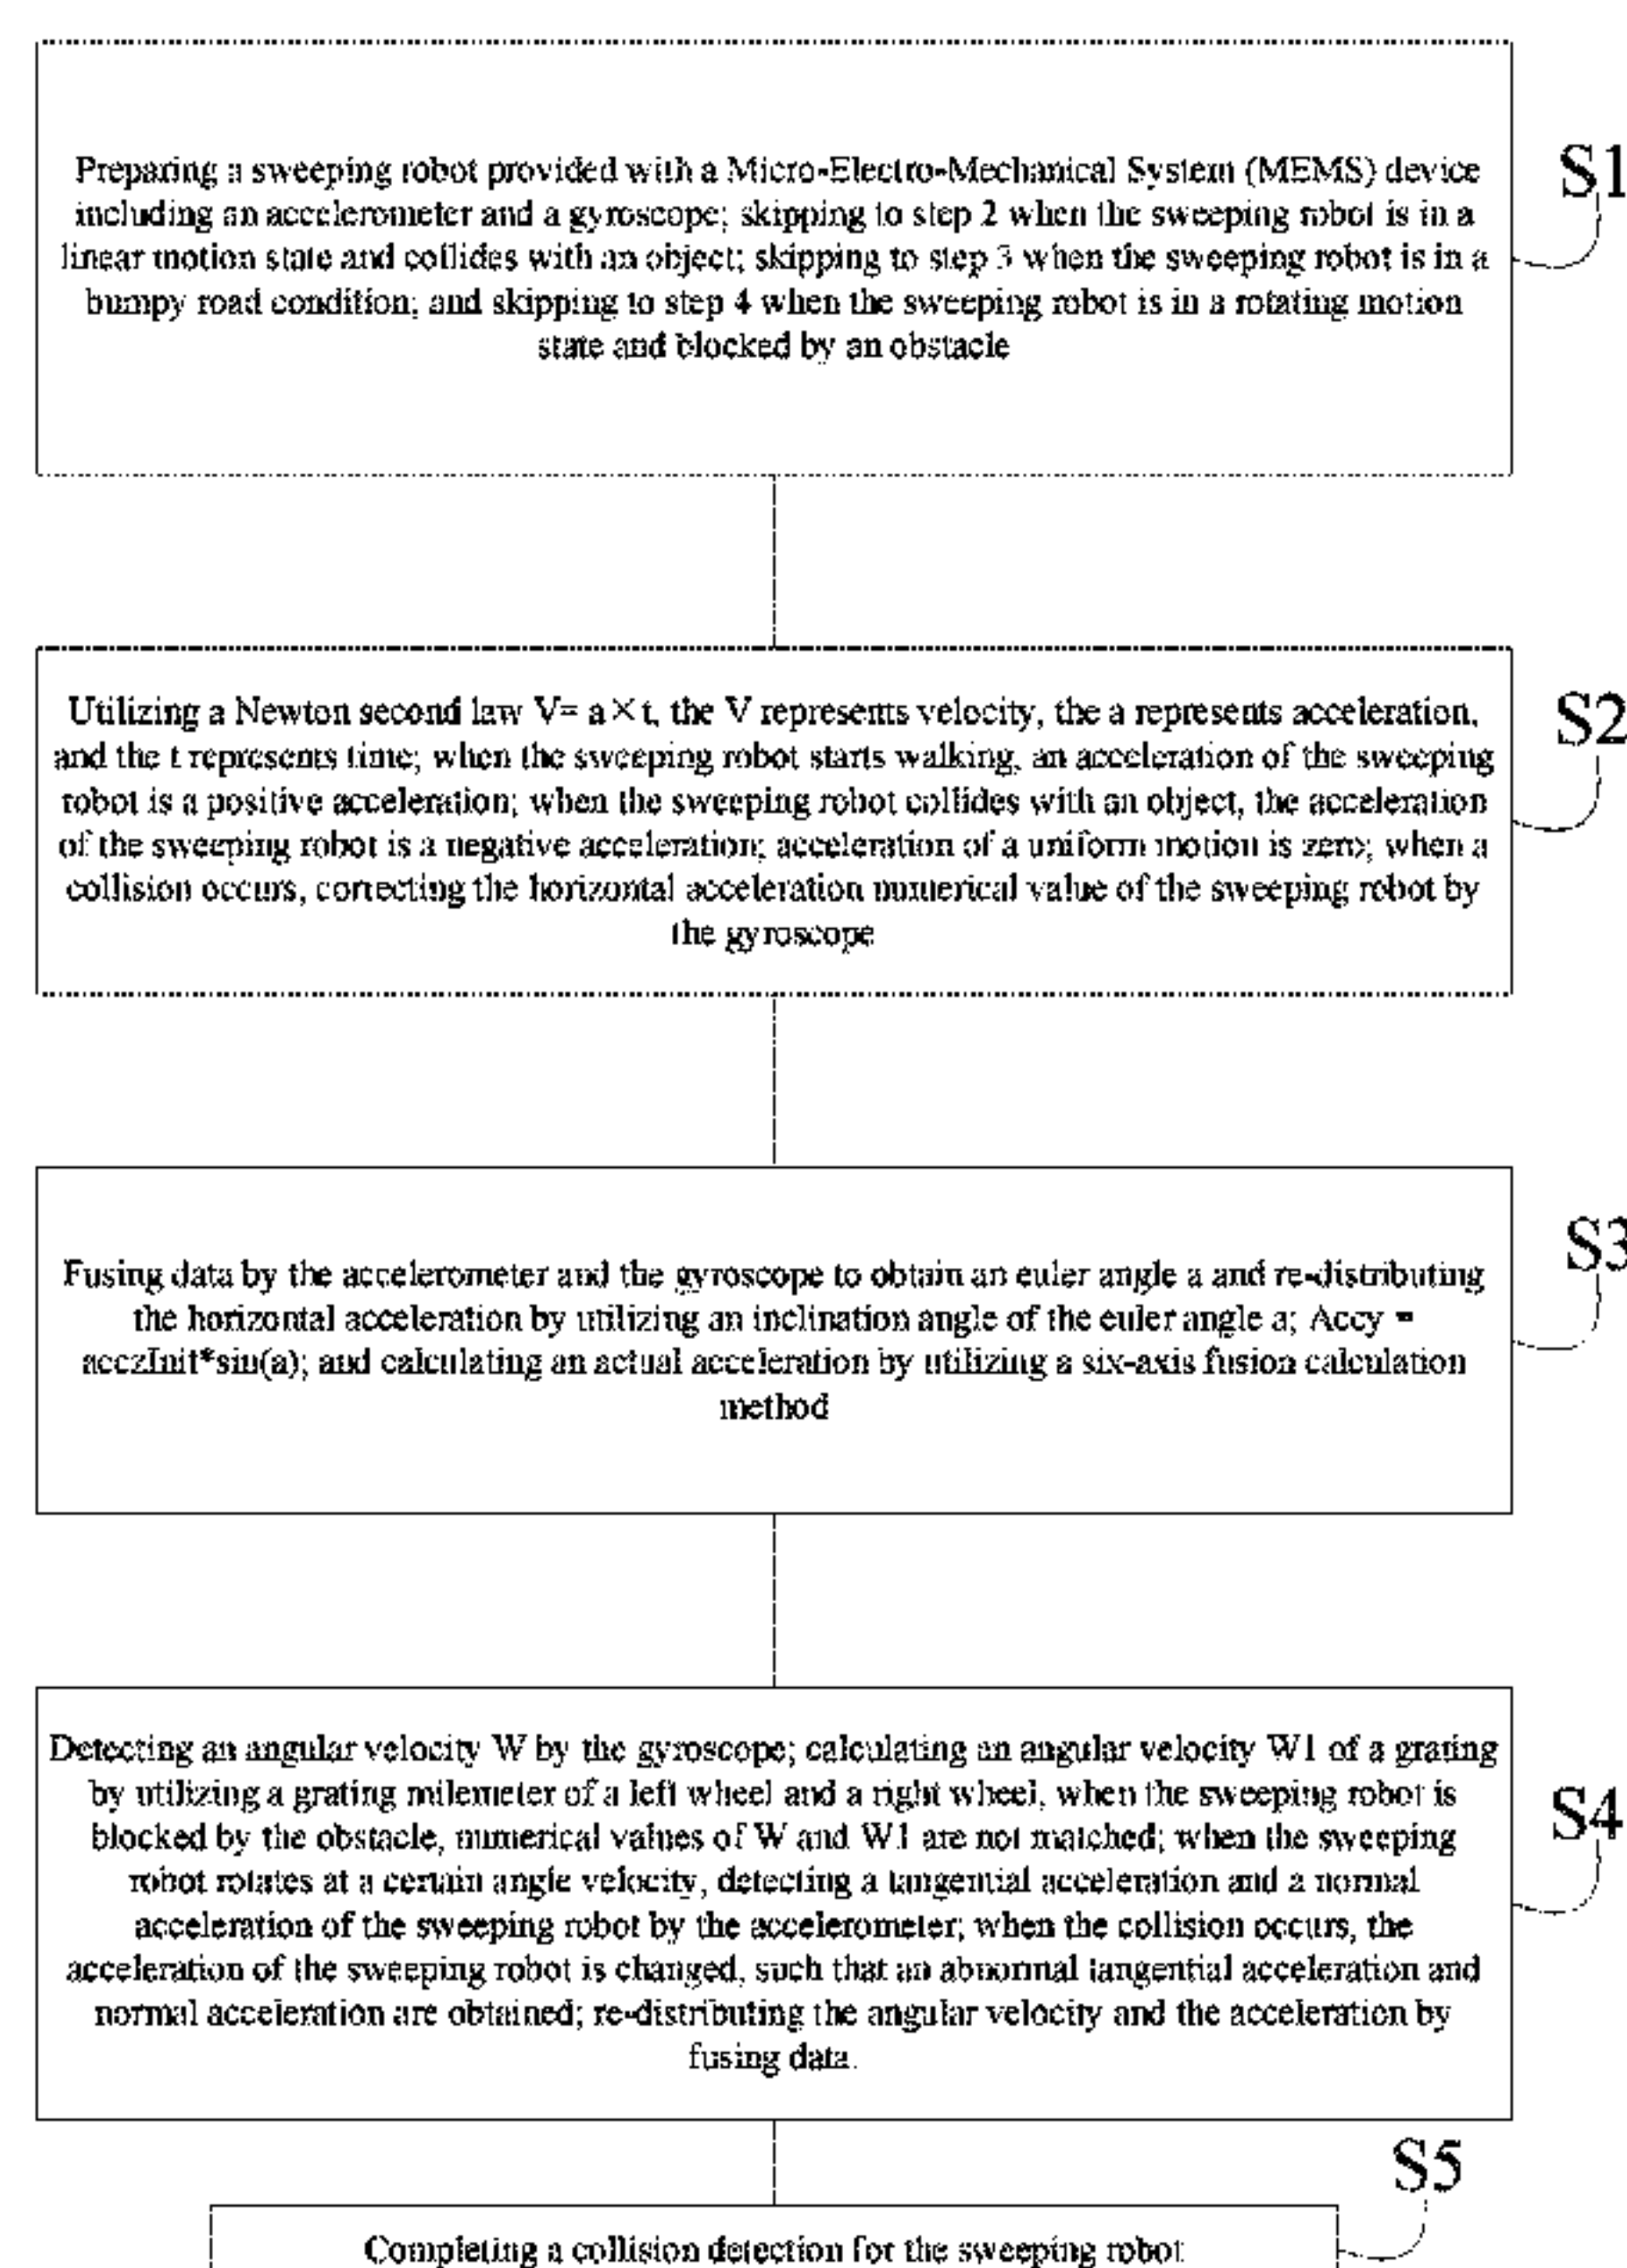 Preparing a sweeping robot provided with a Micro-Electro-Mechanical System (MEMS) device
including an accelerometer and a gyroscope; skipping to step 2 when the sweeping robot is in a
linear motion state and collides with an object; skipping to step 3 when the sweeping robot is in a
bumpy road condition; and skipping to step 4 when the sweeping robot is in a rotating motion
state and blocked by an obstacle
S1
Utilizing a Newton second law V= a×t, the V represents velocity, the a represents acceleration,
and the t represents time; when the sweeping robot starts walking, an acceleration of the sweeping
robot is a positive acceleration; when the sweeping robot collides with an object, the acceleration
of the sweeping robot is a negative acceleration; acceleration of a uniform motion is zero; when a
collision occurs, correcting the horizontal acceleration numerical value of the sweeping robot by
the gyroscope
S2
Fusing data by the accelerometer and the gyroscope to obtain an euler angle a and re-distributing
the horizontal acceleration by utilizing an inclination angle of the euler angle a; Accy =
acczInit*sin(a); and calculating an actual acceleration by utilizing a six-axis fusion calculation
method
S3
Detecting an angular velocity W by the gyroscope; calculating an angular velocity W1 of a grating
by utilizing a grating milemeter of a left wheel and a right wheel, when the sweeping robot is
blocked by the obstacle, numerical values of W and W1 are not matched; when the sweeping
robot rotates at a certain angle velocity, detecting a tangential acceleration and a normal
acceleration of the sweeping robot by the accelerometer; when the collision occurs, the
acceleration of the sweeping robot is changed, such that an abnormal tangential acceleration and
normal acceleration are obtained; re-distributing the angular velocity and the acceleration by
fusing data.
S4
S5
Completing a collision detection for the sweeping robot